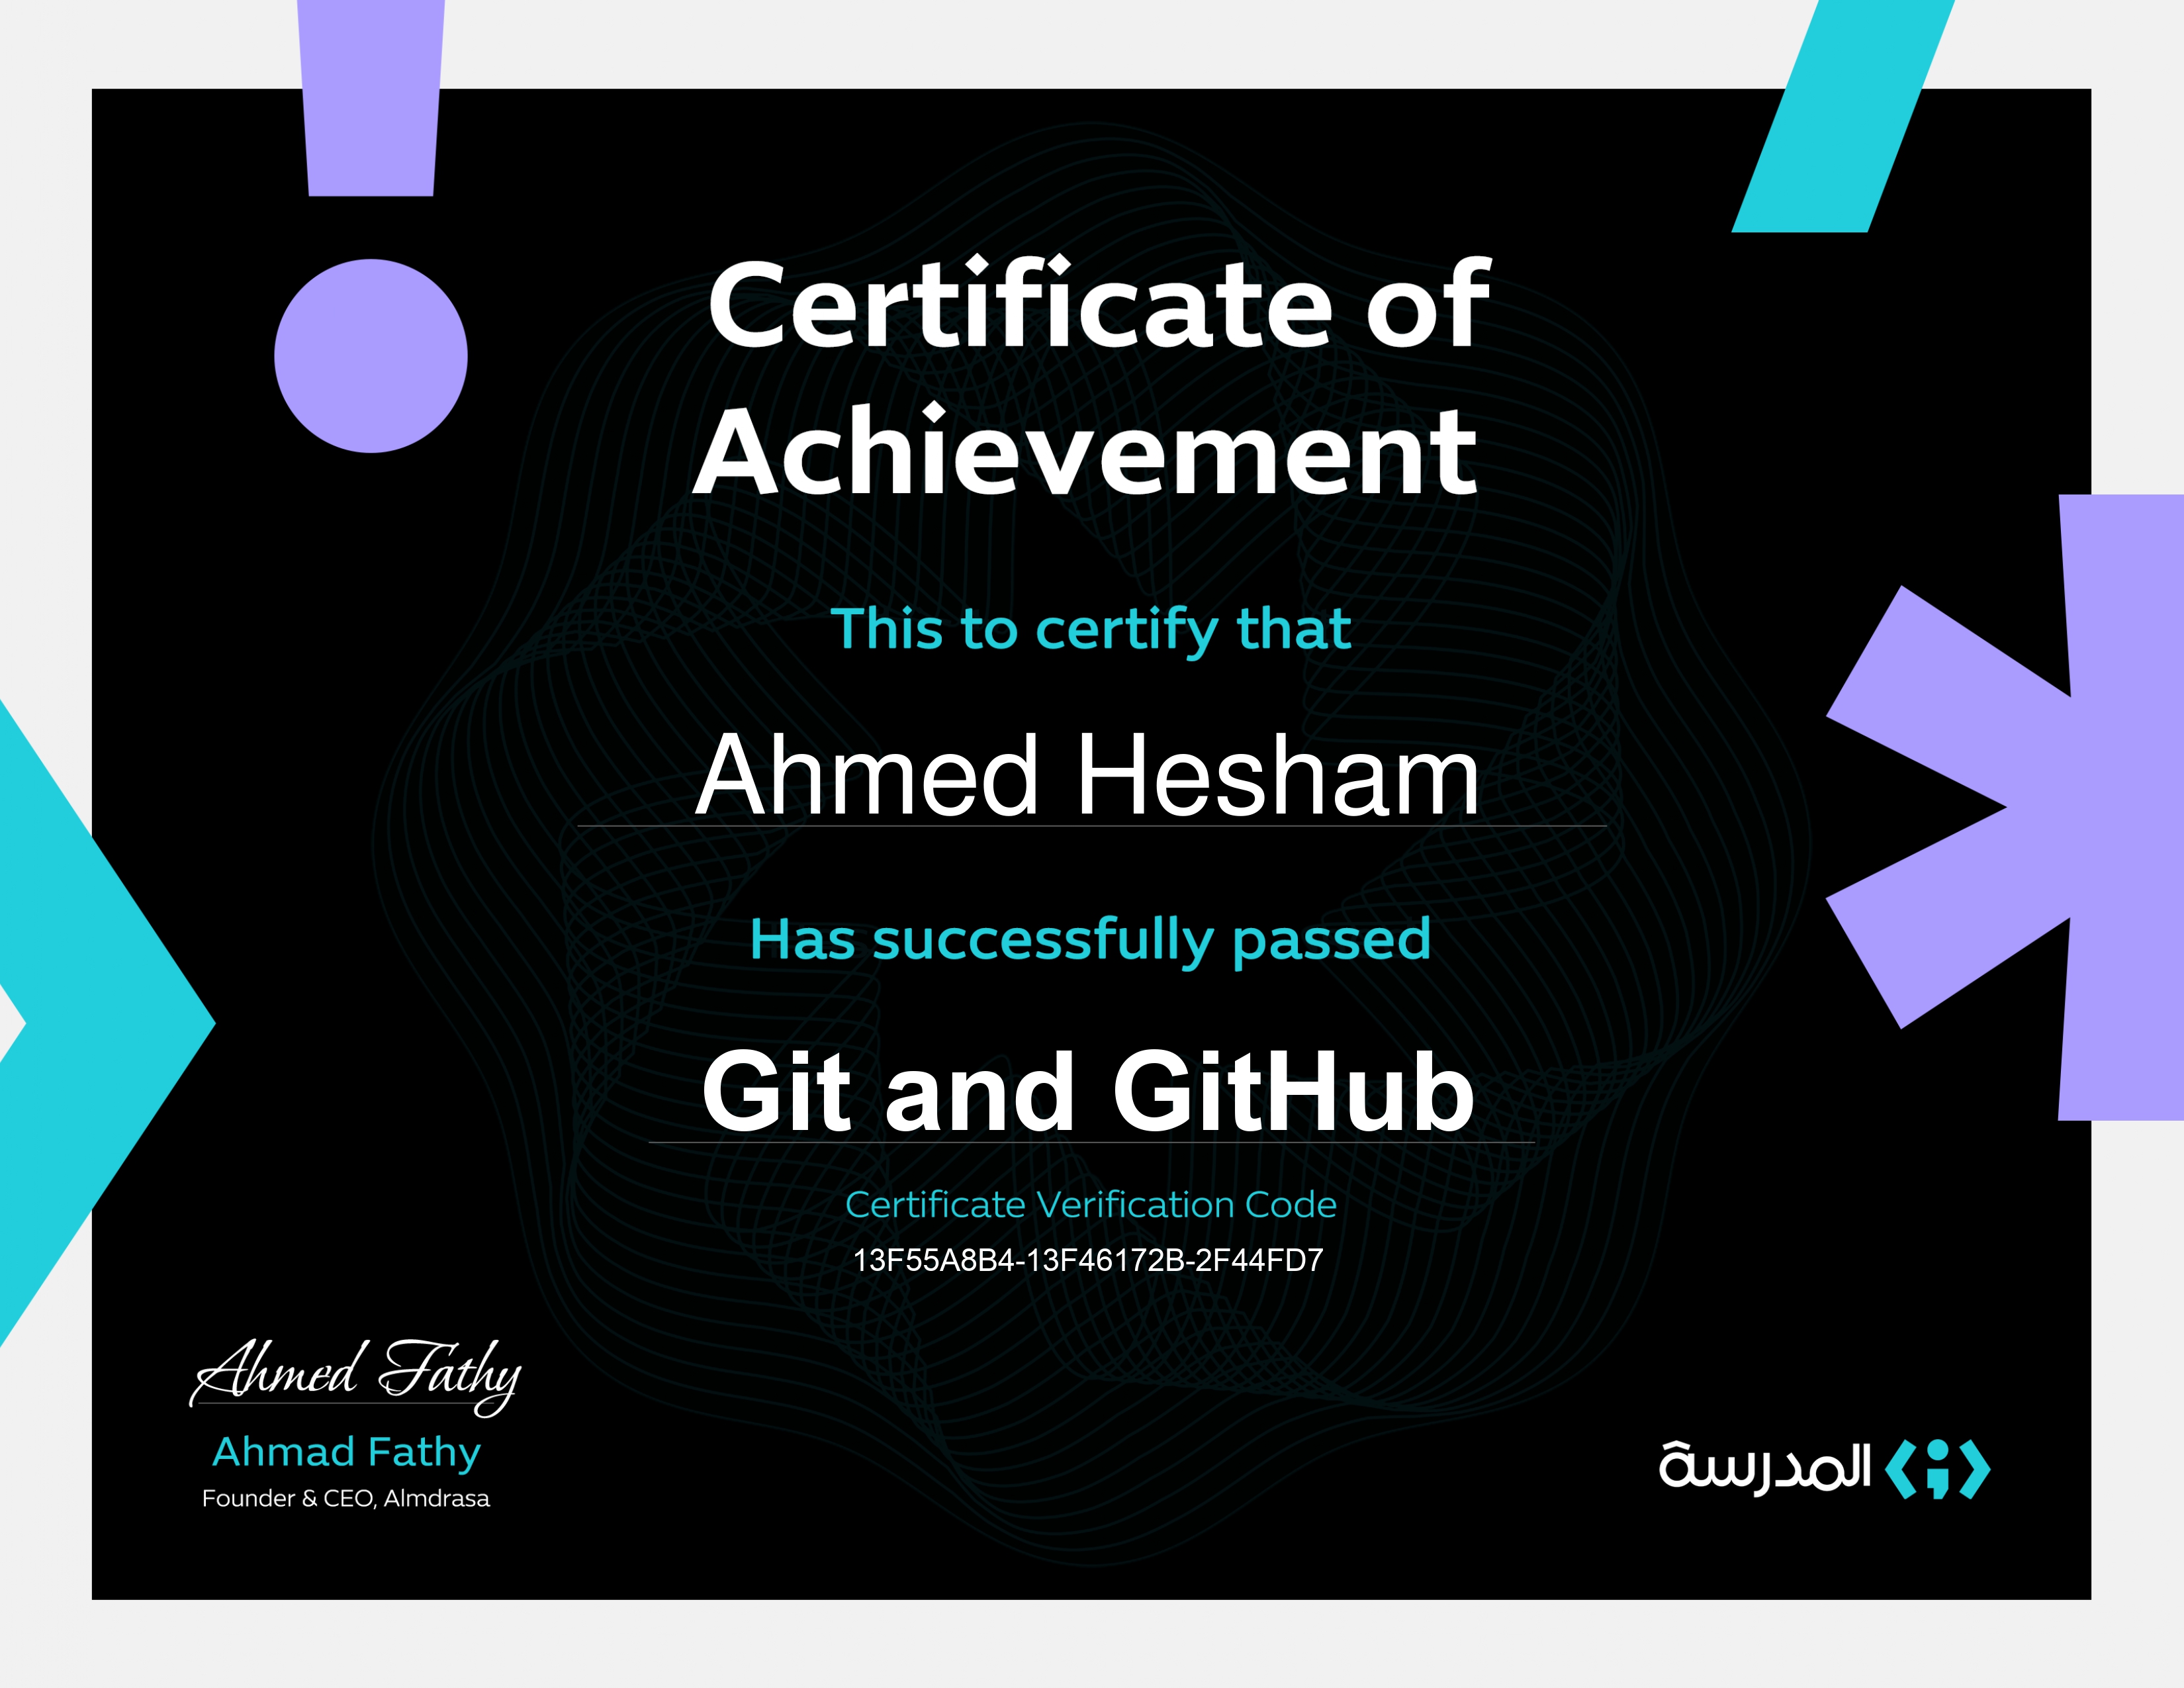 Certificate of
Achievement
This to certify that
Ahmed Hesham
Has successfully passed
Git and GitHub
Certificate Verification Code
13F55A8B4-13F46172B-2F44FD7
Ahmed Fathy
Ahmad Fathy
Founder & CEO, Almdrasa
المدرسة